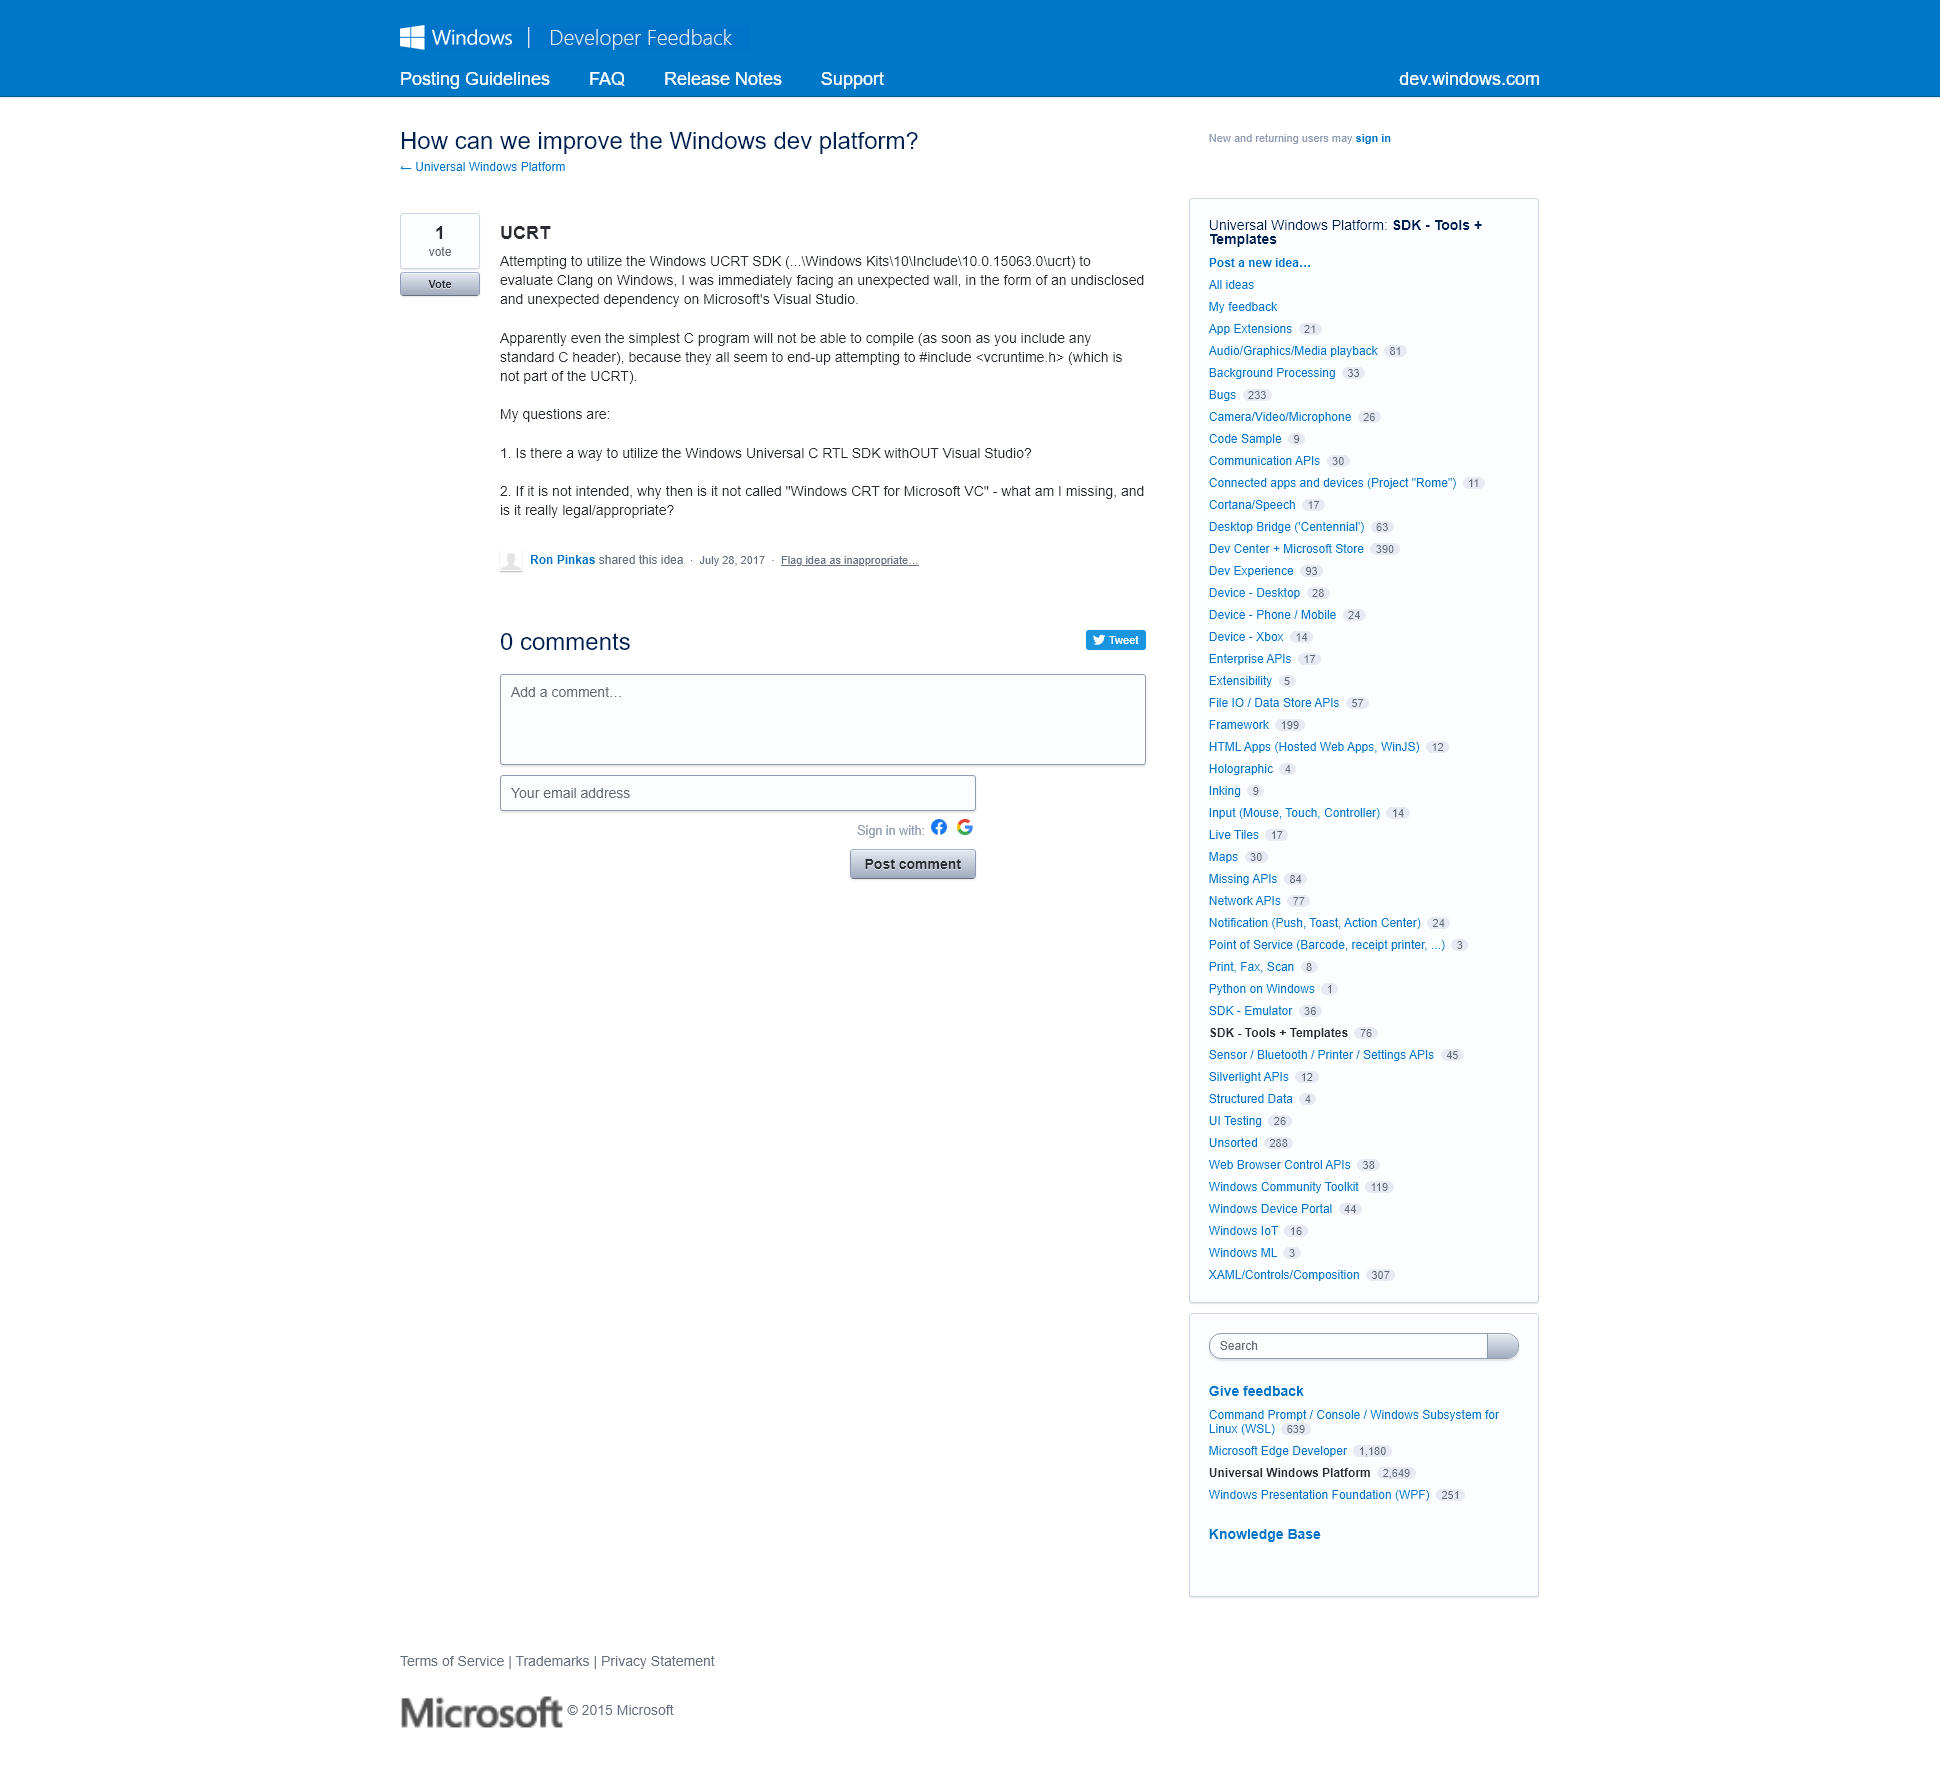 Windows | Developer Feedback
Posting Guidelines FAQ Release Notes Support dev.windows.com
How can we improve the Windows dev platform?
← Universal Windows Platform
New and returning users may sign in
1
vote
Vote
UCRT
Attempting to utilize the Windows UCRT SDK (...\Windows Kits\10\Include\10.0.15063.0\ucrt) to
evaluate Clang on Windows, I was immediately facing an unexpected wall, in the form of an undisclosed
and unexpected dependency on Microsoft's Visual Studio.
Apparently even the simplest C program will not be able to compile (as soon as you include any
standard C header), because they all seem to end-up attempting to #include <vcruntime.h> (which is
not part of the UCRT).
My questions are:
1. Is there a way to utilize the Windows Universal C RTL SDK withOUT Visual Studio?
2. If it is not intended, why then is it not called "Windows CRT for Microsoft VC" - what am I missing, and
is it really legal/appropriate?
Ron Pinkas shared this idea · July 28, 2017 · Flag idea as inappropriate…
0 comments
Tweet
Add a comment…
Your email address
Sign in with:
Post comment
Universal Windows Platform: SDK - Tools +
Templates
Post a new idea…
All ideas
My feedback
App Extensions 21
Audio/Graphics/Media playback 81
Background Processing 33
Bugs 233
Camera/Video/Microphone 26
Code Sample 9
Communication APIs 30
Connected apps and devices (Project "Rome") 11
Cortana/Speech 17
Desktop Bridge ('Centennial') 63
Dev Center + Microsoft Store 390
Dev Experience 93
Device - Desktop 28
Device - Phone / Mobile 24
Device - Xbox 14
Enterprise APIs 17
Extensibility 5
File IO / Data Store APIs 57
Framework 199
HTML Apps (Hosted Web Apps, WinJS) 12
Holographic 4
Inking 9
Input (Mouse, Touch, Controller) 14
Live Tiles 17
Maps 30
Missing APIs 84
Network APIs 77
Notification (Push, Toast, Action Center) 24
Point of Service (Barcode, receipt printer, ...) 3
Print, Fax, Scan 8
Python on Windows 1
SDK - Emulator 36
SDK - Tools + Templates 76
Sensor / Bluetooth / Printer / Settings APIs 45
Silverlight APIs 12
Structured Data 4
UI Testing 26
Unsorted 288
Web Browser Control APIs 38
Windows Community Toolkit 119
Windows Device Portal 44
Windows IoT 16
Windows ML 3
XAML/Controls/Composition 307
Search
Give feedback
Command Prompt / Console / Windows Subsystem for
Linux (WSL) 639
Microsoft Edge Developer 1,180
Universal Windows Platform 2,649
Windows Presentation Foundation (WPF) 251
Knowledge Base
Terms of Service | Trademarks | Privacy Statement
Microsoft © 2015 Microsoft